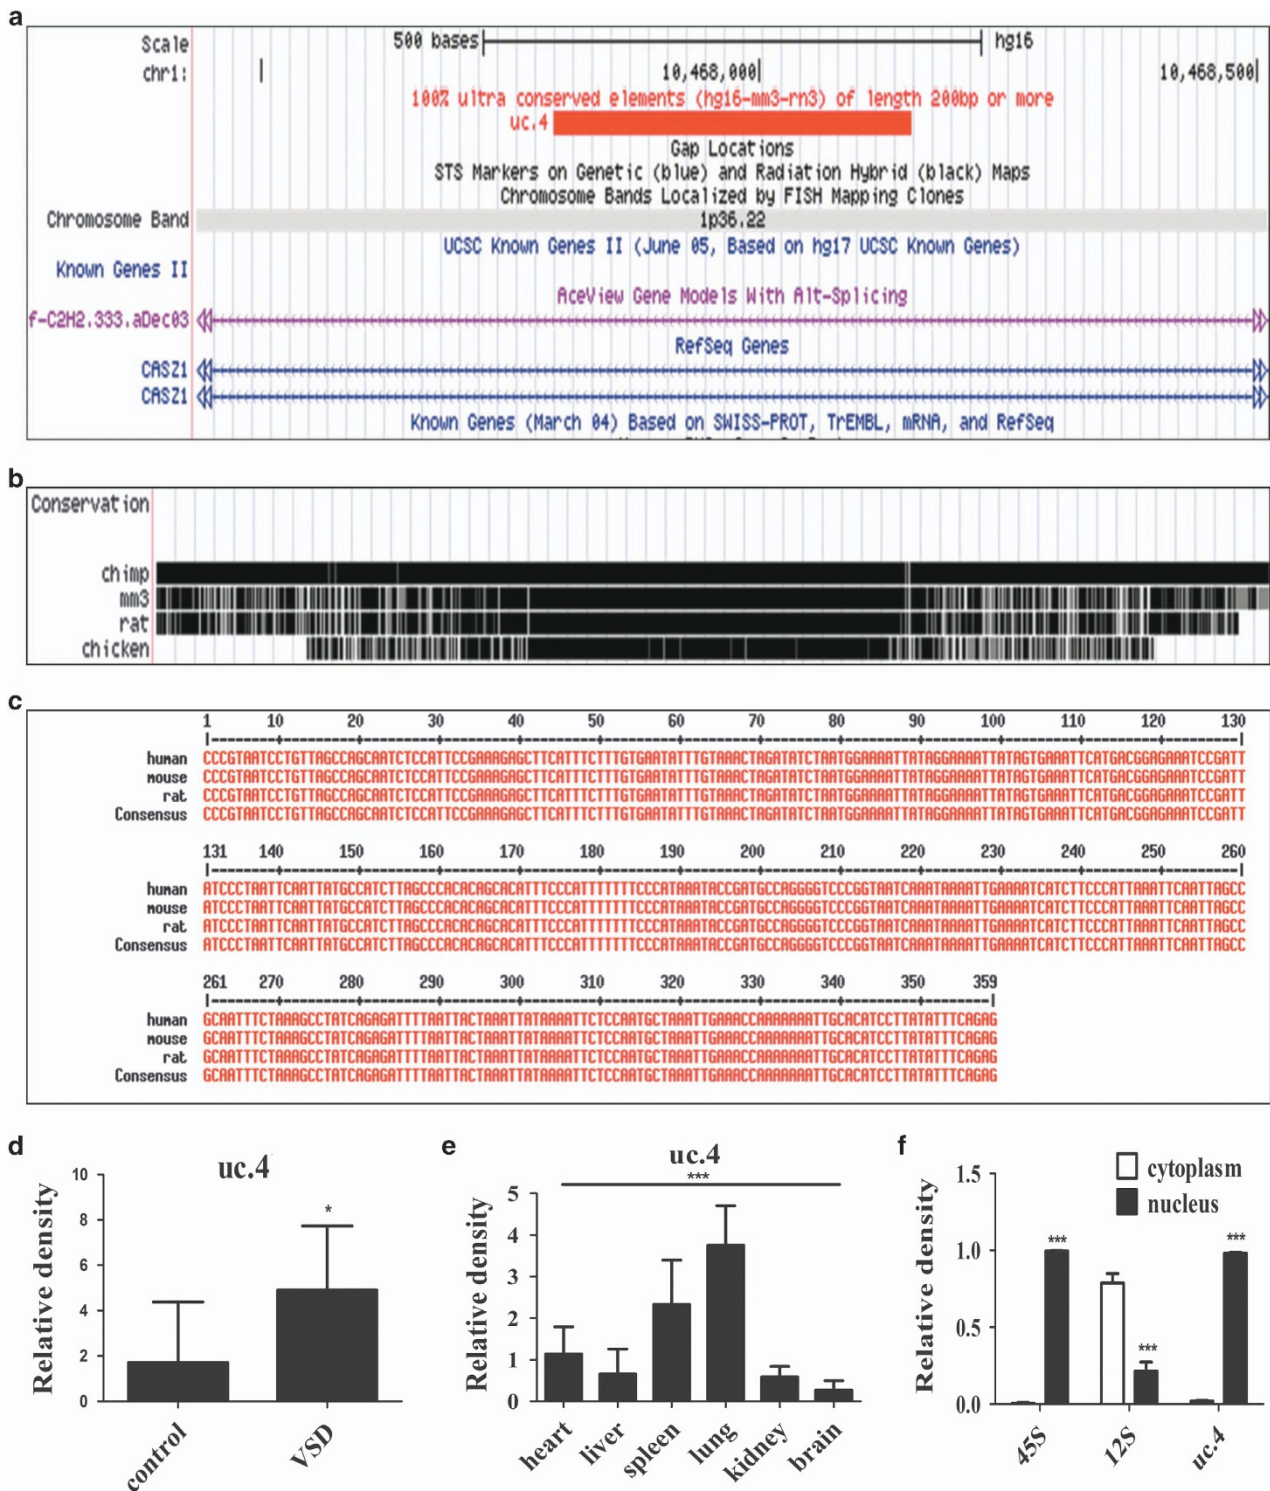 a
Scale 500 bases hg16
chr1: 10,468,000 10,468,500
100% ultra conserved elements (hg16-mm3-rn3) of length 200bp or more
uc.4
Gap Locations
STS Markers on Genetic (blue) and Radiation Hybrid (black) Maps
Chromosome Bands Localized by FISH Mapping Clones
Chromosome Band 1p36.22
UCSC Known Genes II (June 05, Based on hg17 UCSC Known Genes)
Known Genes II
AceView Gene Models With Alt-Splicing
f-C2H2.333.aDec03
RefSeq Genes
CASZ1
CASZ1
Known Genes (March 04) Based on SWISS-PROT, TrEMBL, mRNA, and RefSeq
b
Conservation
chimp
mm3
rat
chicken
c
1 10 20 30 40 50 60 70 80 90 100 110 120 130
human CCCGTAATCCTGTTAGCCAGCAATCTCCATTCCGAAAGAGCTTCATTTCTTTGTGAATATTTGTAAACTAGATATCTAATGGAAAATTATAGGAAAATTATAGTGAAATTCATGACGGAGAAATCCGATT
mouse CCCGTAATCCTGTTAGCCAGCAATCTCCATTCCGAAAGAGCTTCATTTCTTTGTGAATATTTGTAAACTAGATATCTAATGGAAAATTATAGGAAAATTATAGTGAAATTCATGACGGAGAAATCCGATT
rat CCCGTAATCCTGTTAGCCAGCAATCTCCATTCCGAAAGAGCTTCATTTCTTTGTGAATATTTGTAAACTAGATATCTAATGGAAAATTATAGGAAAATTATAGTGAAATTCATGACGGAGAAATCCGATT
Consensus CCCGTAATCCTGTTAGCCAGCAATCTCCATTCCGAAAGAGCTTCATTTCTTTGTGAATATTTGTAAACTAGATATCTAATGGAAAATTATAGGAAAATTATAGTGAAATTCATGACGGAGAAATCCGATT
131 140 150 160 170 180 190 200 210 220 230 240 250 260
human ATCCCTAATTCAATTATGCCATCTTAGCCCACACAGCACATTTCCCATTTTTTTCCCATAAATACCGATGCCAGGGGTCCCGGTAATCAAATAAAATTGAAAATCATCTTCCCATTAAATTCAATTAGCC
mouse ATCCCTAATTCAATTATGCCATCTTAGCCCACACAGCACATTTCCCATTTTTTTCCCATAAATACCGATGCCAGGGGTCCCGGTAATCAAATAAAATTGAAAATCATCTTCCCATTAAATTCAATTAGCC
rat ATCCCTAATTCAATTATGCCATCTTAGCCCACACAGCACATTTCCCATTTTTTTCCCATAAATACCGATGCCAGGGGTCCCGGTAATCAAATAAAATTGAAAATCATCTTCCCATTAAATTCAATTAGCC
Consensus ATCCCTAATTCAATTATGCCATCTTAGCCCACACAGCACATTTCCCATTTTTTTCCCATAAATACCGATGCCAGGGGTCCCGGTAATCAAATAAAATTGAAAATCATCTTCCCATTAAATTCAATTAGCC
261 270 280 290 300 310 320 330 340 350 359
human GCAATTTCTAAAGCCTATCAGAGATTTTAATTACTAAATTATAAAATTCTCCAATGCTAAATTGAAACCAAAAAAATTGCACATCCTTATATTTCAGAG
mouse GCAATTTCTAAAGCCTATCAGAGATTTTAATTACTAAATTATAAAATTCTCCAATGCTAAATTGAAACCAAAAAAATTGCACATCCTTATATTTCAGAG
rat GCAATTTCTAAAGCCTATCAGAGATTTTAATTACTAAATTATAAAATTCTCCAATGCTAAATTGAAACCAAAAAAATTGCACATCCTTATATTTCAGAG
Consensus GCAATTTCTAAAGCCTATCAGAGATTTTAATTACTAAATTATAAAATTCTCCAATGCTAAATTGAAACCAAAAAAATTGCACATCCTTATATTTCAGAG
d
uc.4
Relative density
10
8
6
4
2
0
*
control VSD
e
uc.4
***
Relative density
5
4
3
2
1
0
heart liver spleen lung kidney brain
f
cytoplasm
nucleus
Relative density
1.5
1.0
0.5
0.0
*** *** ***
45S 12S uc.4